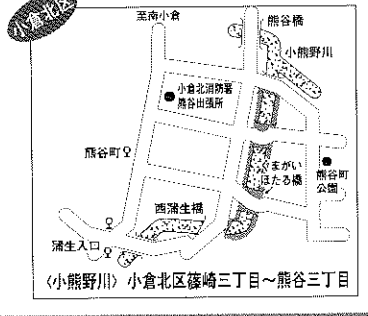 小倉北区
至南小倉
熊谷橋
小熊野川
小倉北消防署
熊谷出張所
熊谷町
くまがい
ほたる橋
熊谷町
公園
西蒲生橋
蒲生入口
〈小熊野川〉小倉北区篠崎三丁目〜熊谷三丁目